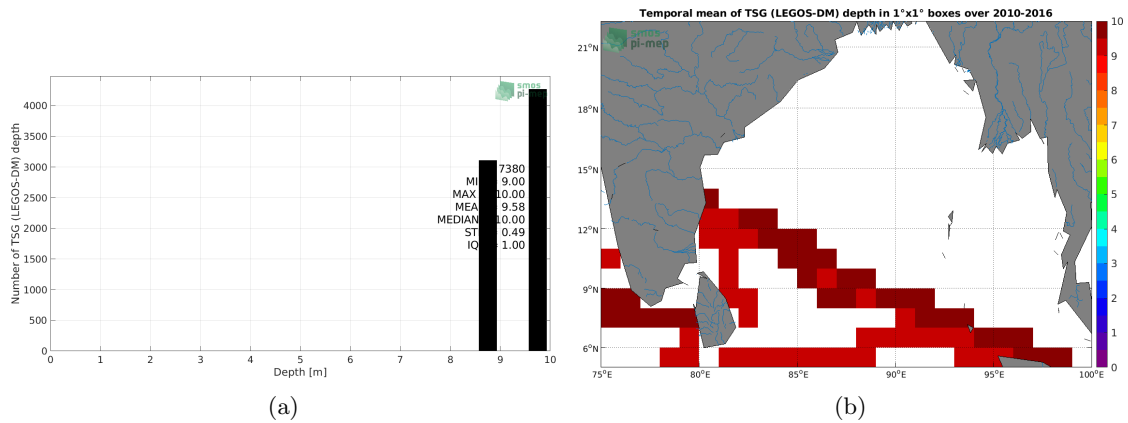 Temporal mean of TSG (LEGOS-DM) depth in 1°x1° boxes over 2010-2016
smos
pi-mep
Number of TSG (LEGOS-DM) depth
4000
3500
3000
2500
2000
1500
1000
500
0
7380
MI 9.00
MAX 10.00
MEA 9.58
MEDIAN 10.00
ST 0.49
IQ 1.00
0 1 2 3 4 5 6 7 8 9 10
Depth [m]
(a)
smos
pi-mep
21°N
18°N
15°N
12°N
9°N
6°N
75°E 80°E 85°E 90°E 95°E 100°E
10
9
8
7
6
5
4
3
2
1
0
(b)